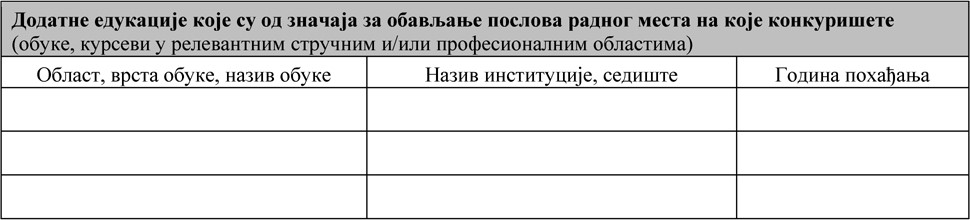 Додатне едукације које су од значаја за обављање послова радног места на које конкуришете
(обуке, курсеви у релевантним стручним и/или професионалним областима)
Област, врста обуке, назив обуке Назив институције, седиште Година похађања